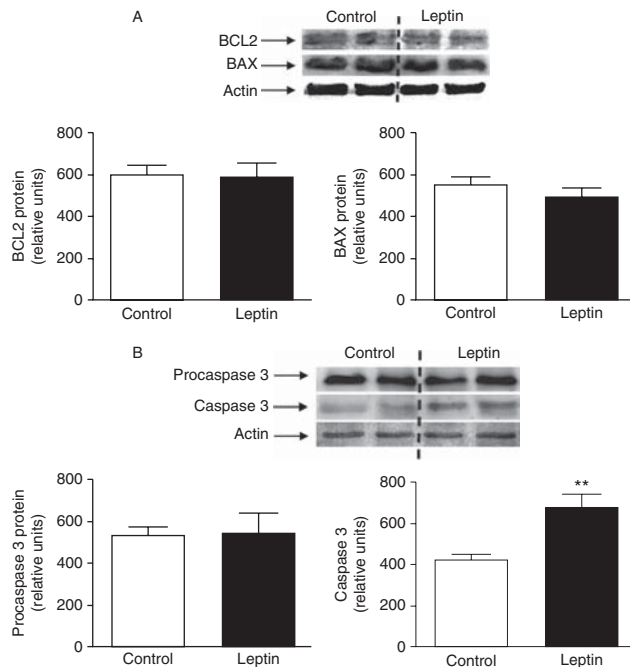 A
Control Leptin
BCL2
BAX
Actin
BCL2 protein
(relative units)
800
600
400
200
0
Control Leptin
BAX protein
(relative units)
800
600
400
200
0
Control Leptin
B
Control Leptin
Procaspase 3
Caspase 3
Actin
Procaspase 3 protein
(relative units)
800
600
400
200
0
Control Leptin
Caspase 3
(relative units)
800
600
400
200
0
**
Control Leptin